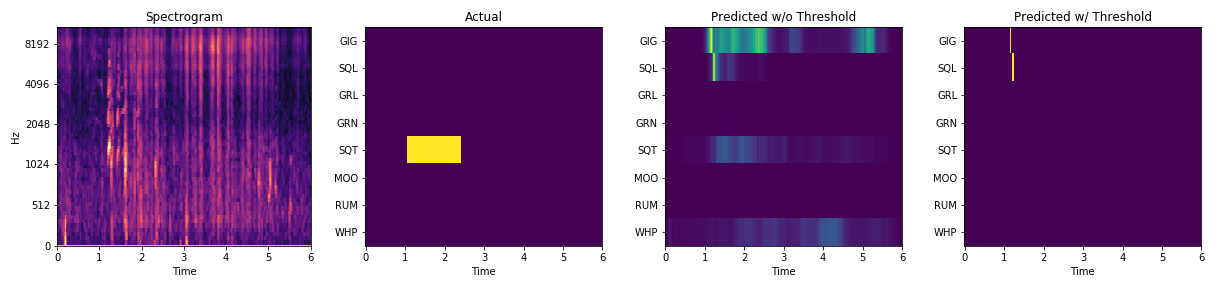 Spectrogram
Hz
8192
4096
2048
1024
512
0
0 1 2 3 4 5 6
Time
Actual
GIG
SQL
GRL
GRN
SQT
MOO
RUM
WHP
0 1 2 3 4 5 6
Time
Predicted w/o Threshold
GIG
SQL
GRL
GRN
SQT
MOO
RUM
WHP
0 1 2 3 4 5 6
Time
Predicted w/ Threshold
GIG
SQL
GRL
GRN
SQT
MOO
RUM
WHP
0 1 2 3 4 5 6
Time